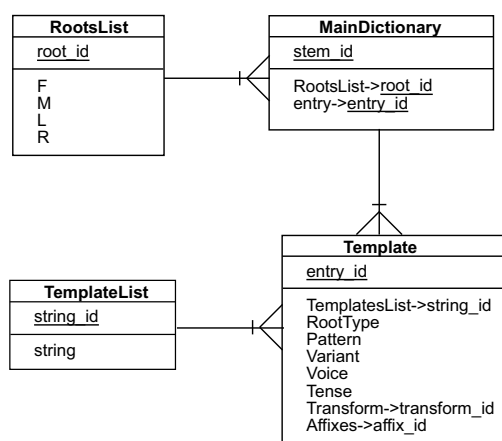 RootsList
root_id
F
M
L
R
MainDictionary
stem_id
RootsList->root_id
entry->entry_id
TemplateList
string_id
string
Template
entry_id
TemplatesList->string_id
RootType
Pattern
Variant
Voice
Tense
Transform->transform_id
Affixes->affix_id